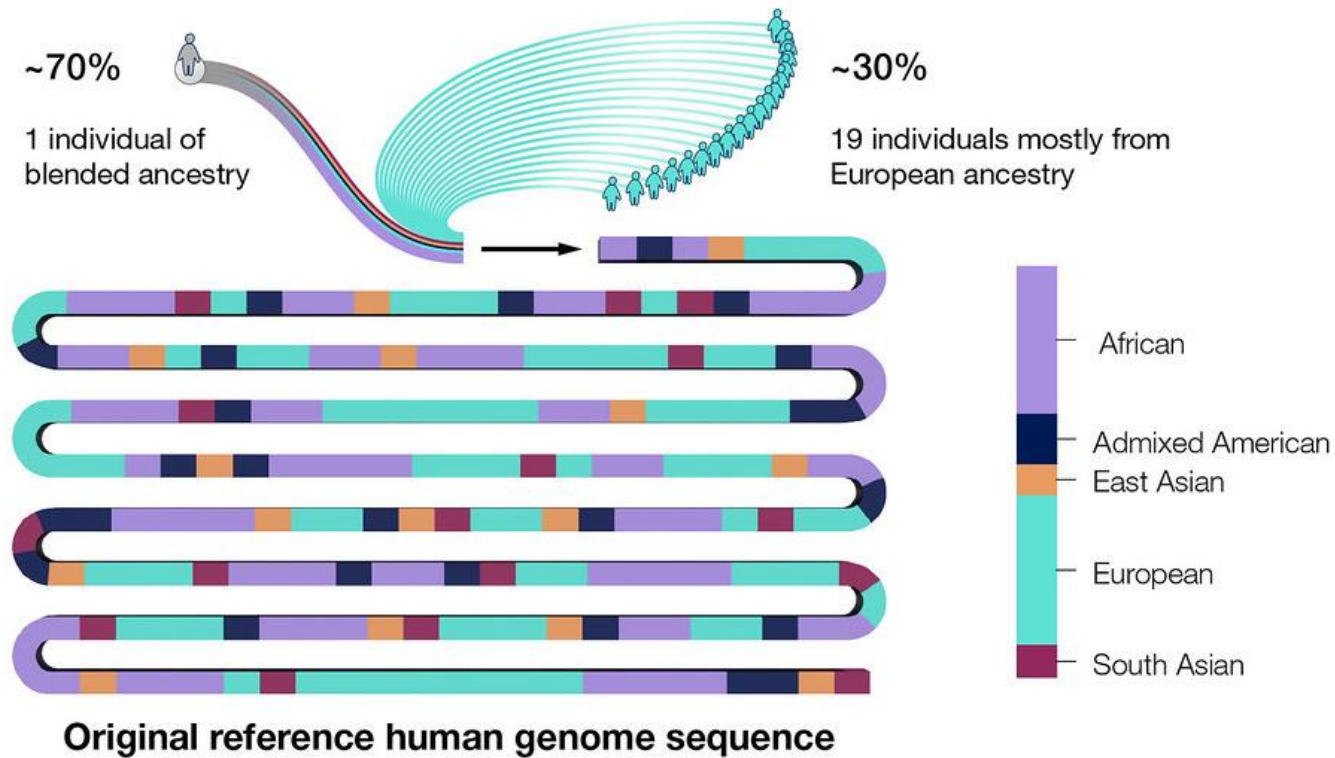 ~70%
1 individual of
blended ancestry
~30%
19 individuals mostly from
European ancestry
African
Admixed American
East Asian
European
South Asian
Original reference human genome sequence